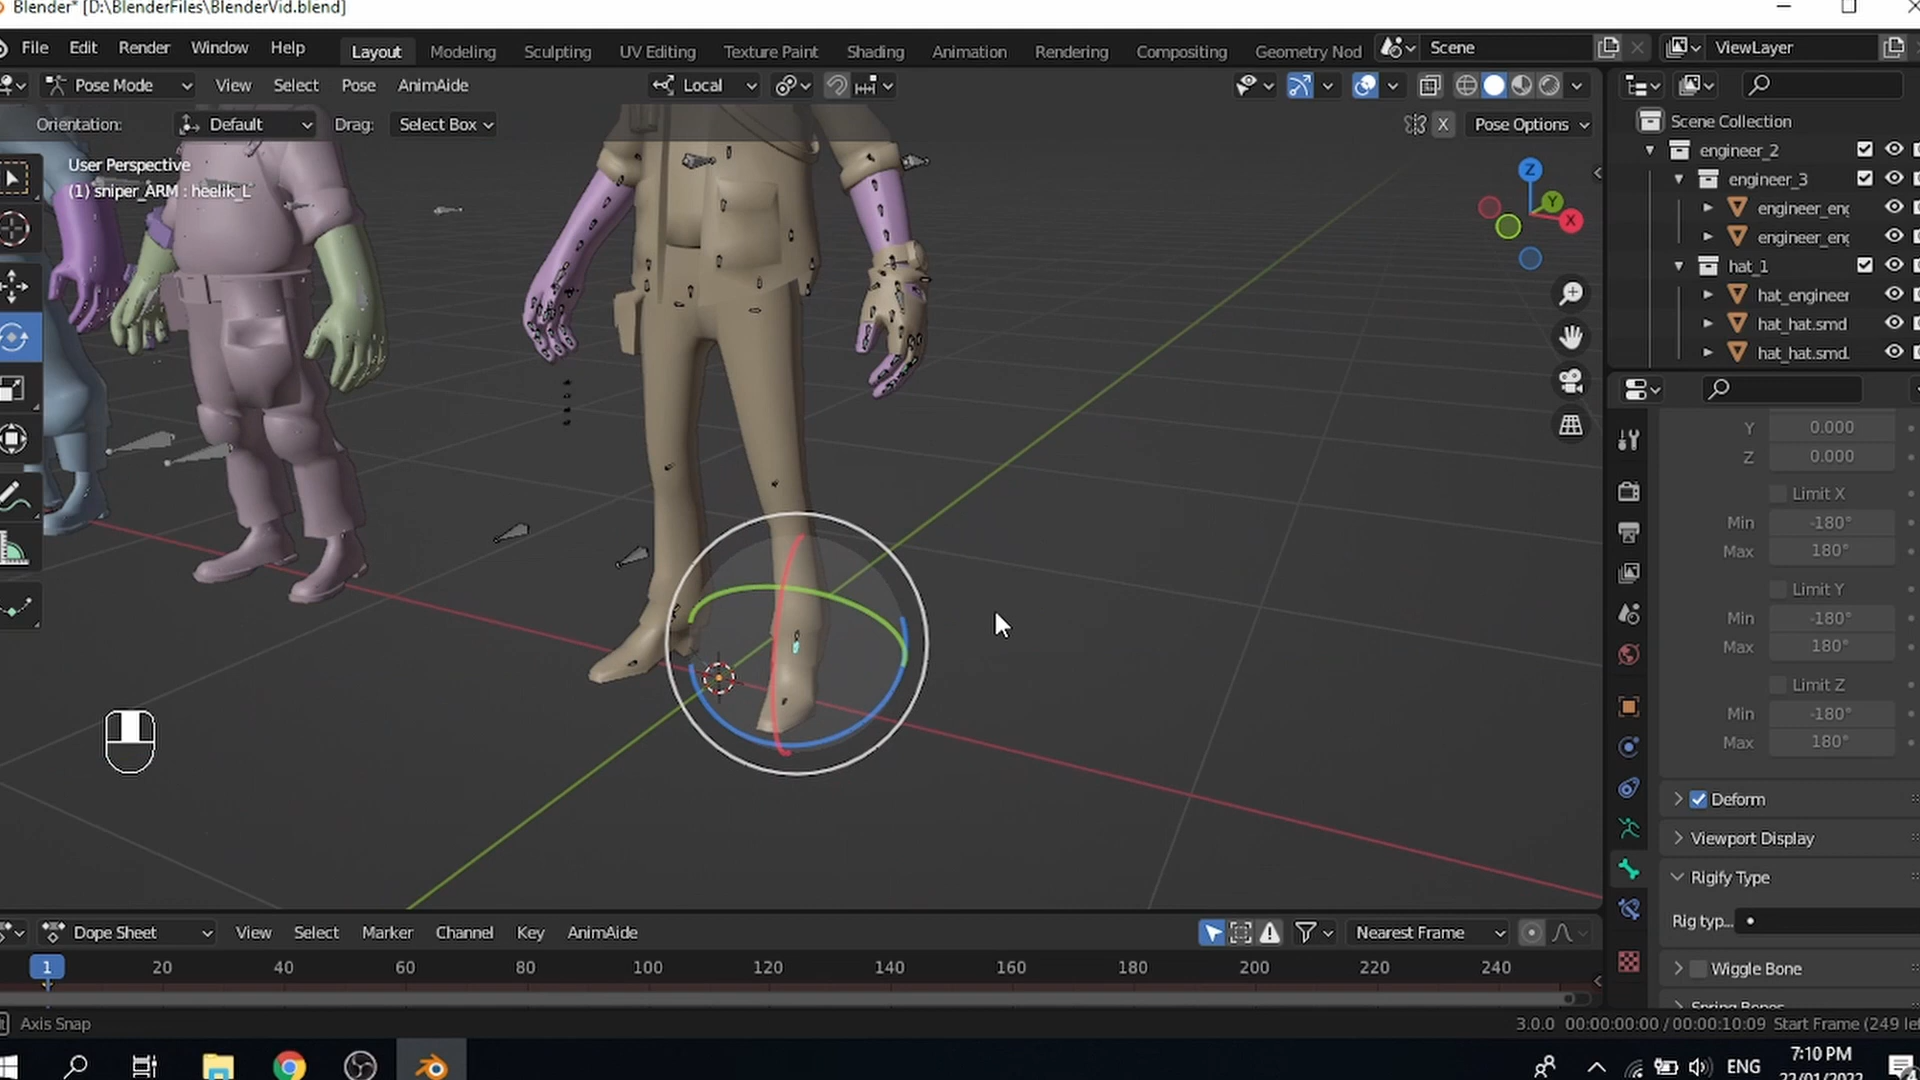 Blender* [D:\BlenderFiles\BlenderVid.blend]
File Edit Render Window Help Layout Modeling Sculpting UV Editing Texture Paint Shading Animation Rendering Compositing Geometry Nod Scene ViewLayer
Pose Mode View Select Pose AnimAide Local
Orientation: Default Drag: Select Box X Pose Options
User Perspective
(1) sniper_ARM : heelik_L
Z
Y
X
Scene Collection
engineer_2
engineer_3
engineer_eng
engineer_eng
hat_1
hat_engineer
hat_hat.smd
hat_hat.smd.
Y 0.000
Z 0.000
Limit X
Min -180°
Max 180°
Limit Y
Min -180°
Max 180°
Limit Z
Min -180°
Max 180°
Deform
Viewport Display
Rigify Type
Rig typ...
Wiggle Bone
Spring Bones
Dope Sheet View Select Marker Channel Key AnimAide Nearest Frame
1 20 40 60 80 100 120 140 160 180 200 220 240
Axis Snap 3.0.0 00:00:00:00 / 00:00:10:09 Start Frame (249 lef
ENG 7:10 PM
22/01/2022